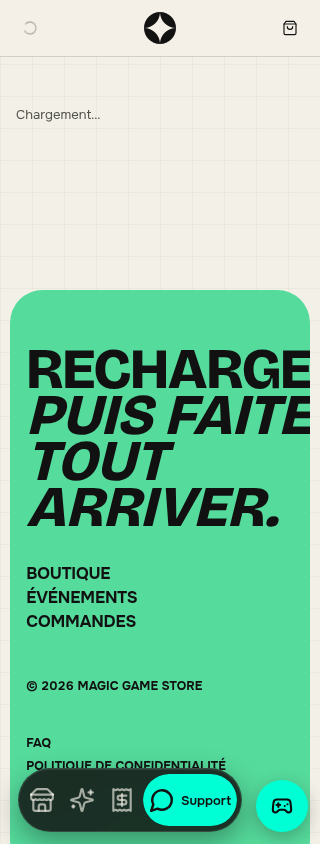 Chargement...
RECHARGE
PUIS FAITE
TOUT
ARRIVER.
BOUTIQUE
ÉVÉNEMENTS
COMMANDES
© 2026 MAGIC GAME STORE
FAQ
POLITIQUE DE CONFIDENTIALITÉ
Support